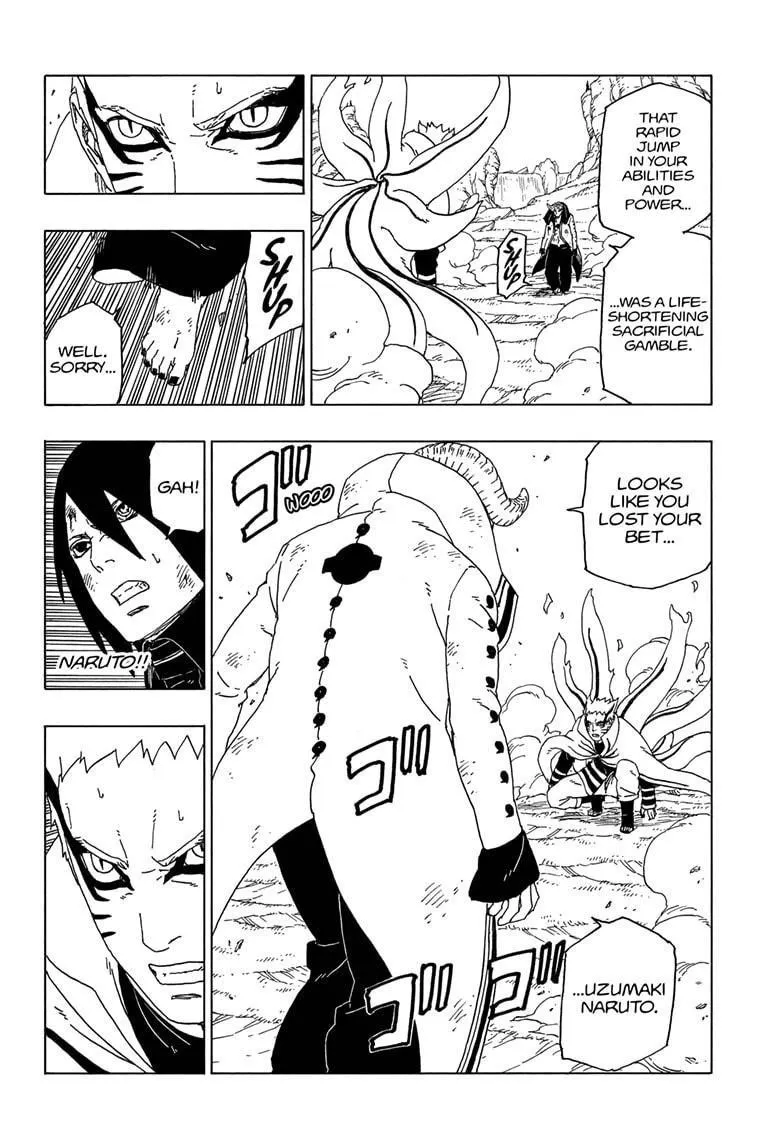 THAT
RAPID
JUMP
IN YOUR
ABILITIES
AND
POWER...
SHUP
...WAS A LIFE-
SHORTENING
SACRIFICIAL
GAMBLE.
SHUP
WELL.
SORRY...
LOOKS
LIKE YOU
LOST YOUR
BET...
ゴ
WOOO
GAH!
NARUTO!!
ゴ
ゴ
ゴ
...UZUMAKI
NARUTO.